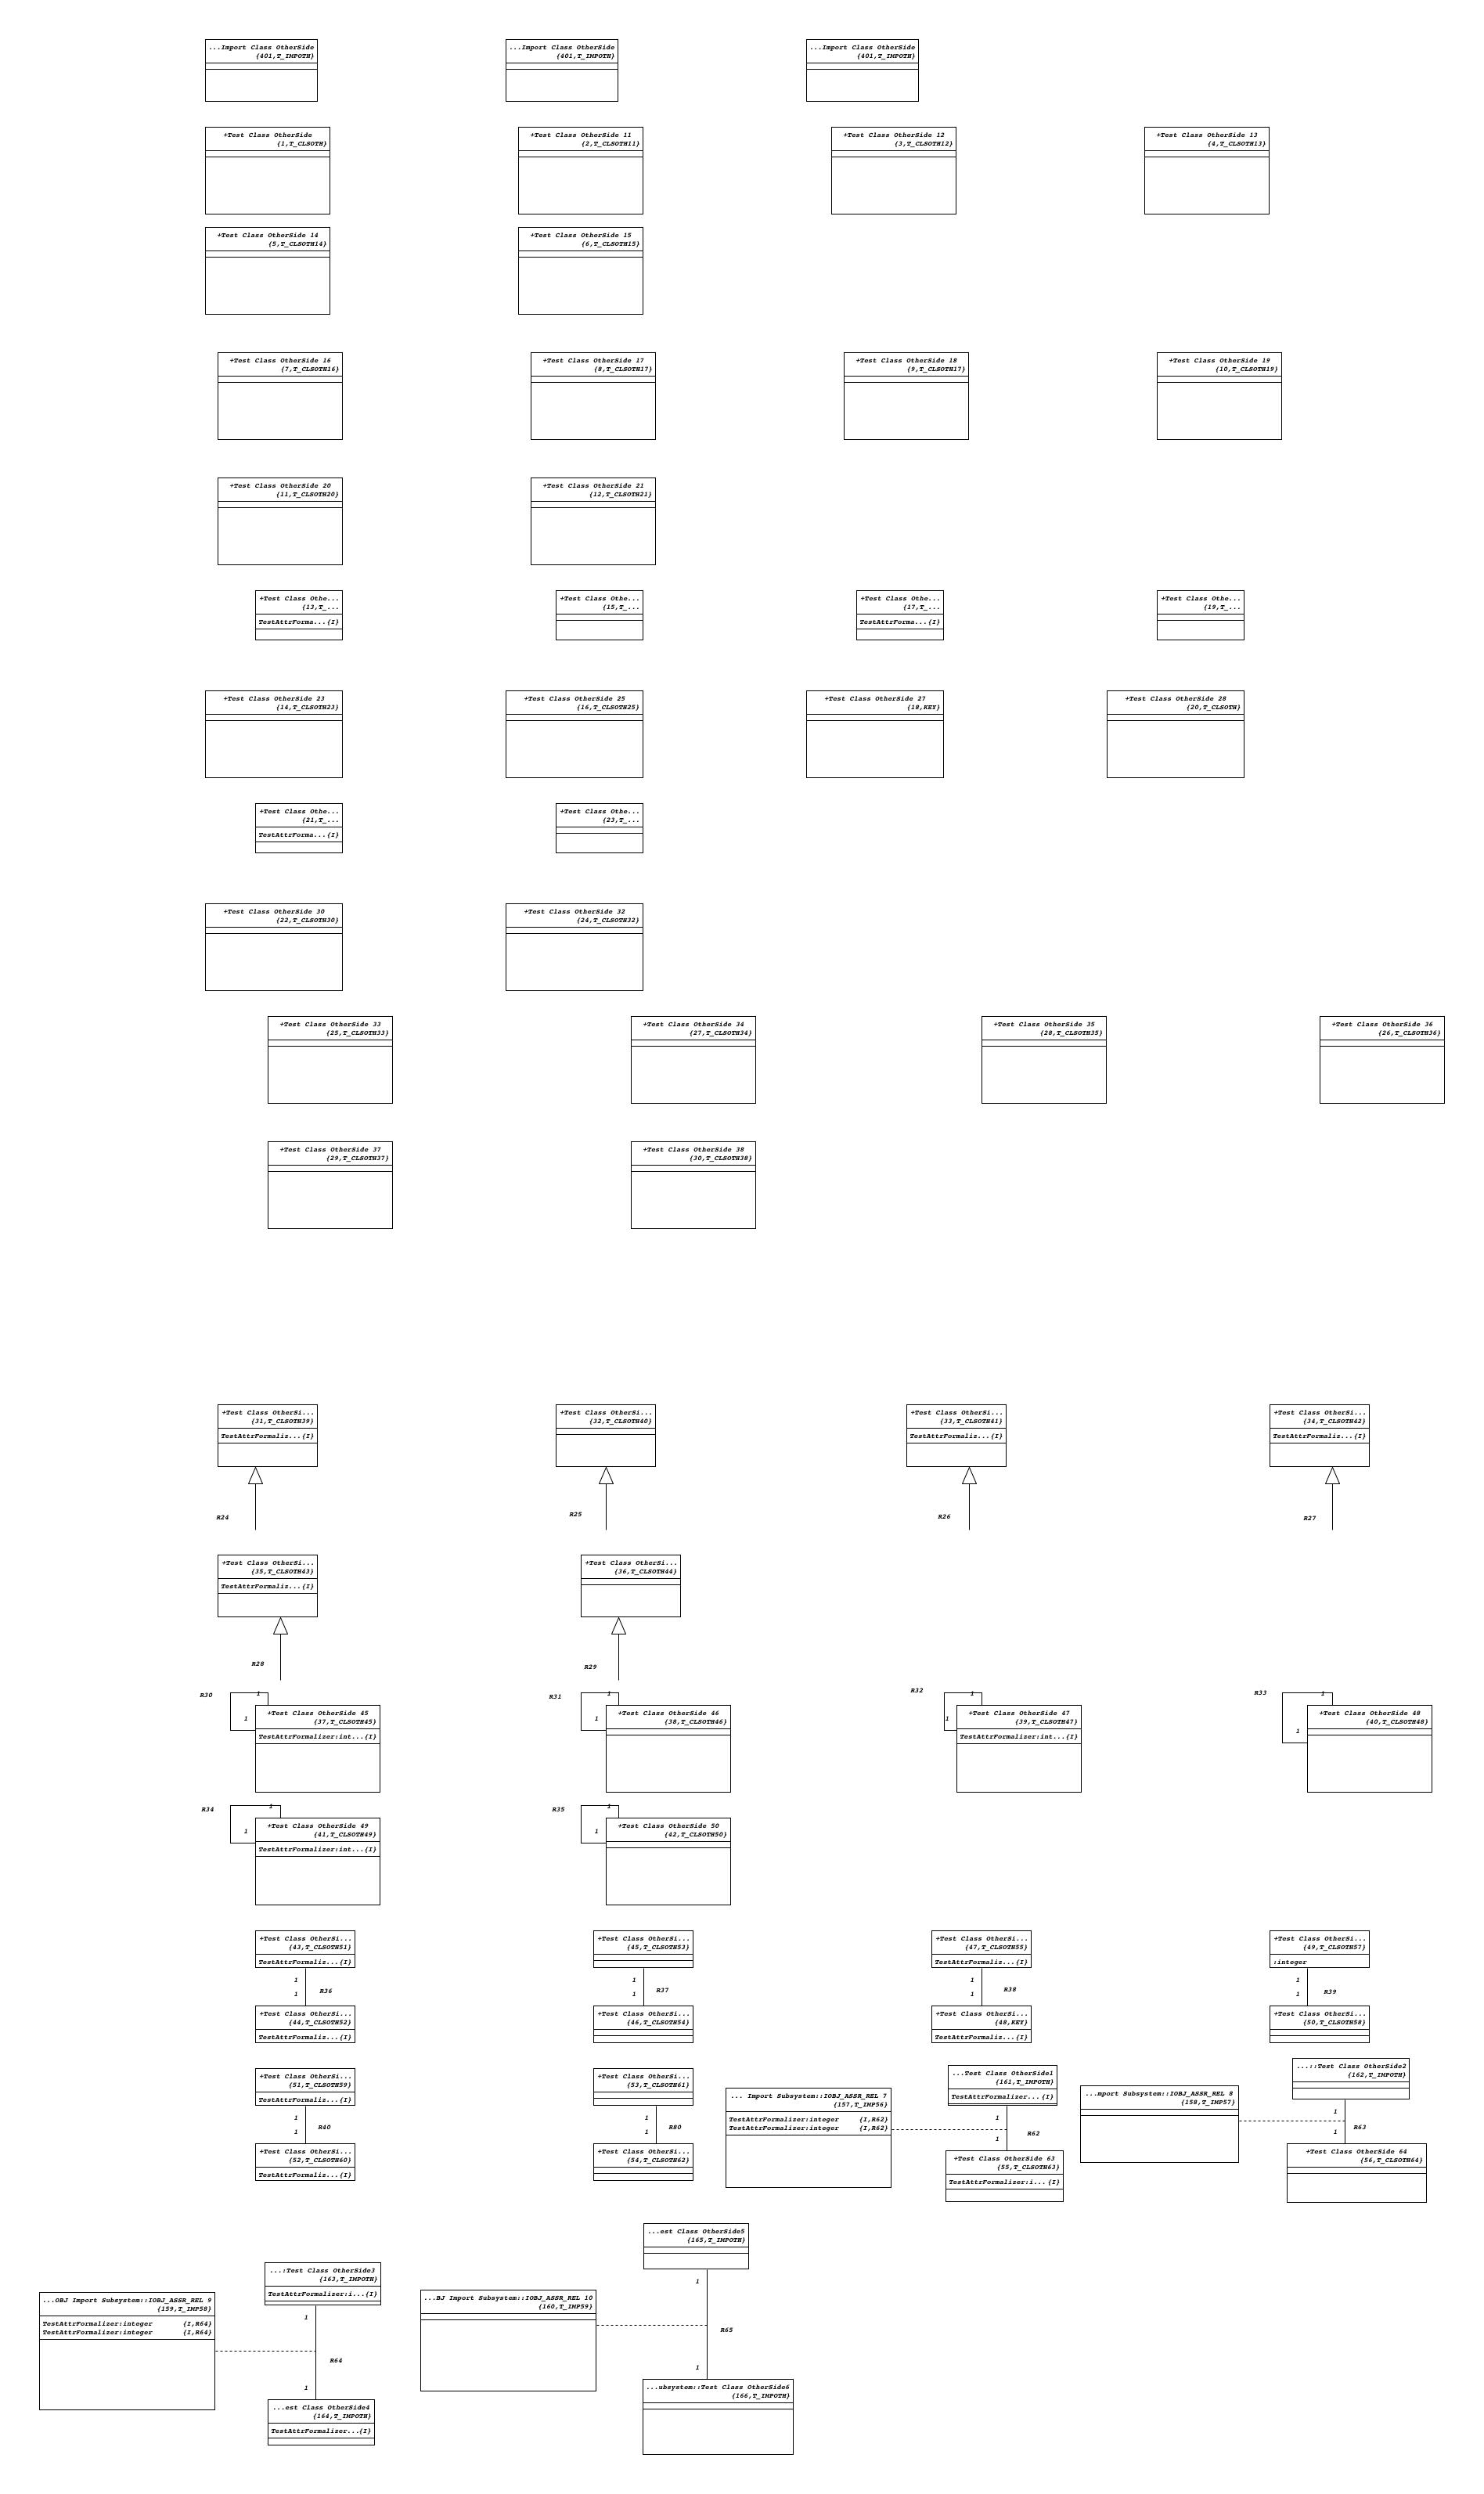 ...Import Class OtherSide
{401,T_IMPOTH}
...Import Class OtherSide
{401,T_IMPOTH}
...Import Class OtherSide
{401,T_IMPOTH}
+Test Class OtherSide
{1,T_CLSOTH}
+Test Class OtherSide 11
{2,T_CLSOTH11}
+Test Class OtherSide 12
{3,T_CLSOTH12}
+Test Class OtherSide 13
{4,T_CLSOTH13}
+Test Class OtherSide 14
{5,T_CLSOTH14}
+Test Class OtherSide 15
{6,T_CLSOTH15}
+Test Class OtherSide 16
{7,T_CLSOTH16}
+Test Class OtherSide 17
{8,T_CLSOTH17}
+Test Class OtherSide 18
{9,T_CLSOTH17}
+Test Class OtherSide 19
{10,T_CLSOTH19}
+Test Class OtherSide 20
{11,T_CLSOTH20}
+Test Class OtherSide 21
{12,T_CLSOTH21}
+Test Class Othe...
{13,T_...
TestAttrForma...{I}
+Test Class Othe...
{15,T_...
+Test Class Othe...
{17,T_...
TestAttrForma...{I}
+Test Class Othe...
{19,T_...
+Test Class OtherSide 23
{14,T_CLSOTH23}
+Test Class OtherSide 25
{16,T_CLSOTH25}
+Test Class OtherSide 27
{18,KEY}
+Test Class OtherSide 28
{20,T_CLSOTH}
+Test Class Othe...
{21,T_...
TestAttrForma...{I}
+Test Class Othe...
{23,T_...
+Test Class OtherSide 30
{22,T_CLSOTH30}
+Test Class OtherSide 32
{24,T_CLSOTH32}
+Test Class OtherSide 33
{25,T_CLSOTH33}
+Test Class OtherSide 34
{27,T_CLSOTH34}
+Test Class OtherSide 35
{28,T_CLSOTH35}
+Test Class OtherSide 36
{26,T_CLSOTH36}
+Test Class OtherSide 37
{29,T_CLSOTH37}
+Test Class OtherSide 38
{30,T_CLSOTH38}
+Test Class OtherSi...
{31,T_CLSOTH39}
TestAttrFormaliz...{I}
+Test Class OtherSi...
{32,T_CLSOTH40}
+Test Class OtherSi...
{33,T_CLSOTH41}
TestAttrFormaliz...{I}
+Test Class OtherSi...
{34,T_CLSOTH42}
TestAttrFormaliz...{I}
R24
R25
R26
R27
+Test Class OtherSi...
{35,T_CLSOTH43}
TestAttrFormaliz...{I}
+Test Class OtherSi...
{36,T_CLSOTH44}
R28
R29
R30
1
1
+Test Class OtherSide 45
{37,T_CLSOTH45}
TestAttrFormalizer:int...{I}
R31
1
1
+Test Class OtherSide 46
{38,T_CLSOTH46}
R32
1
1
+Test Class OtherSide 47
{39,T_CLSOTH47}
TestAttrFormalizer:int...{I}
R33
1
1
+Test Class OtherSide 48
{40,T_CLSOTH48}
R34
1
1
+Test Class OtherSide 49
{41,T_CLSOTH49}
TestAttrFormalizer:int...{I}
R35
1
1
+Test Class OtherSide 50
{42,T_CLSOTH50}
+Test Class OtherSi...
{43,T_CLSOTH51}
TestAttrFormaliz...{I}
1
1
R36
+Test Class OtherSi...
{44,T_CLSOTH52}
TestAttrFormaliz...{I}
+Test Class OtherSi...
{45,T_CLSOTH53}
1
1
R37
+Test Class OtherSi...
{46,T_CLSOTH54}
+Test Class OtherSi...
{47,T_CLSOTH55}
TestAttrFormaliz...{I}
1
1
R38
+Test Class OtherSi...
{48,KEY}
TestAttrFormaliz...{I}
+Test Class OtherSi...
{49,T_CLSOTH57}
:integer
1
1
R39
+Test Class OtherSi...
{50,T_CLSOTH58}
+Test Class OtherSi...
{51,T_CLSOTH59}
TestAttrFormaliz...{I}
1
1
R40
+Test Class OtherSi...
{52,T_CLSOTH60}
TestAttrFormaliz...{I}
+Test Class OtherSi...
{53,T_CLSOTH61}
1
1
R80
+Test Class OtherSi...
{54,T_CLSOTH62}
... Import Subsystem::IOBJ_ASSR_REL 7
{157,T_IMP56}
TestAttrFormalizer:integer {I,R62}
TestAttrFormalizer:integer {I,R62}
...Test Class OtherSide1
{161,T_IMPOTH}
TestAttrFormalizer...{I}
1
1
R62
+Test Class OtherSide 63
{55,T_CLSOTH63}
TestAttrFormalizer:i...{I}
...mport Subsystem::IOBJ_ASSR_REL 8
{158,T_IMP57}
...::Test Class OtherSide2
{162,T_IMPOTH}
1
1
R63
+Test Class OtherSide 64
{56,T_CLSOTH64}
...OBJ Import Subsystem::IOBJ_ASSR_REL 9
{159,T_IMP58}
TestAttrFormalizer:integer {I,R64}
TestAttrFormalizer:integer {I,R64}
...:Test Class OtherSide3
{163,T_IMPOTH}
TestAttrFormalizer:i...{I}
1
R64
1
...est Class OtherSide4
{164,T_IMPOTH}
TestAttrFormalizer...{I}
...BJ Import Subsystem::IOBJ_ASSR_REL 10
{160,T_IMP59}
...est Class OtherSide5
{165,T_IMPOTH}
1
R65
1
...ubsystem::Test Class OtherSide6
{166,T_IMPOTH}